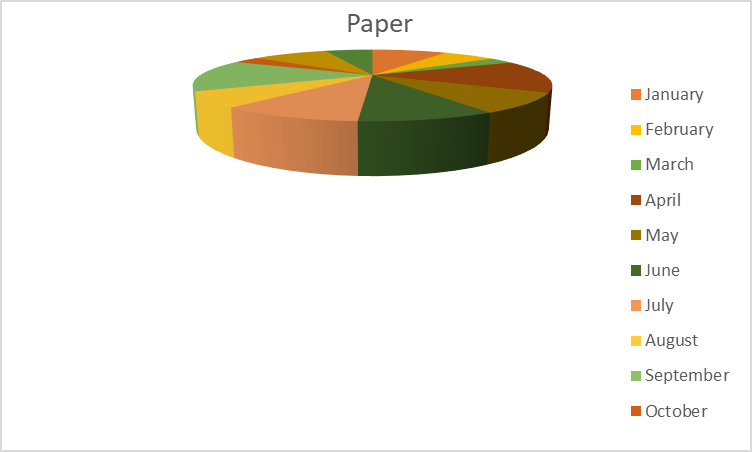 Paper
January
February
March
April
May
June
July
August
September
October